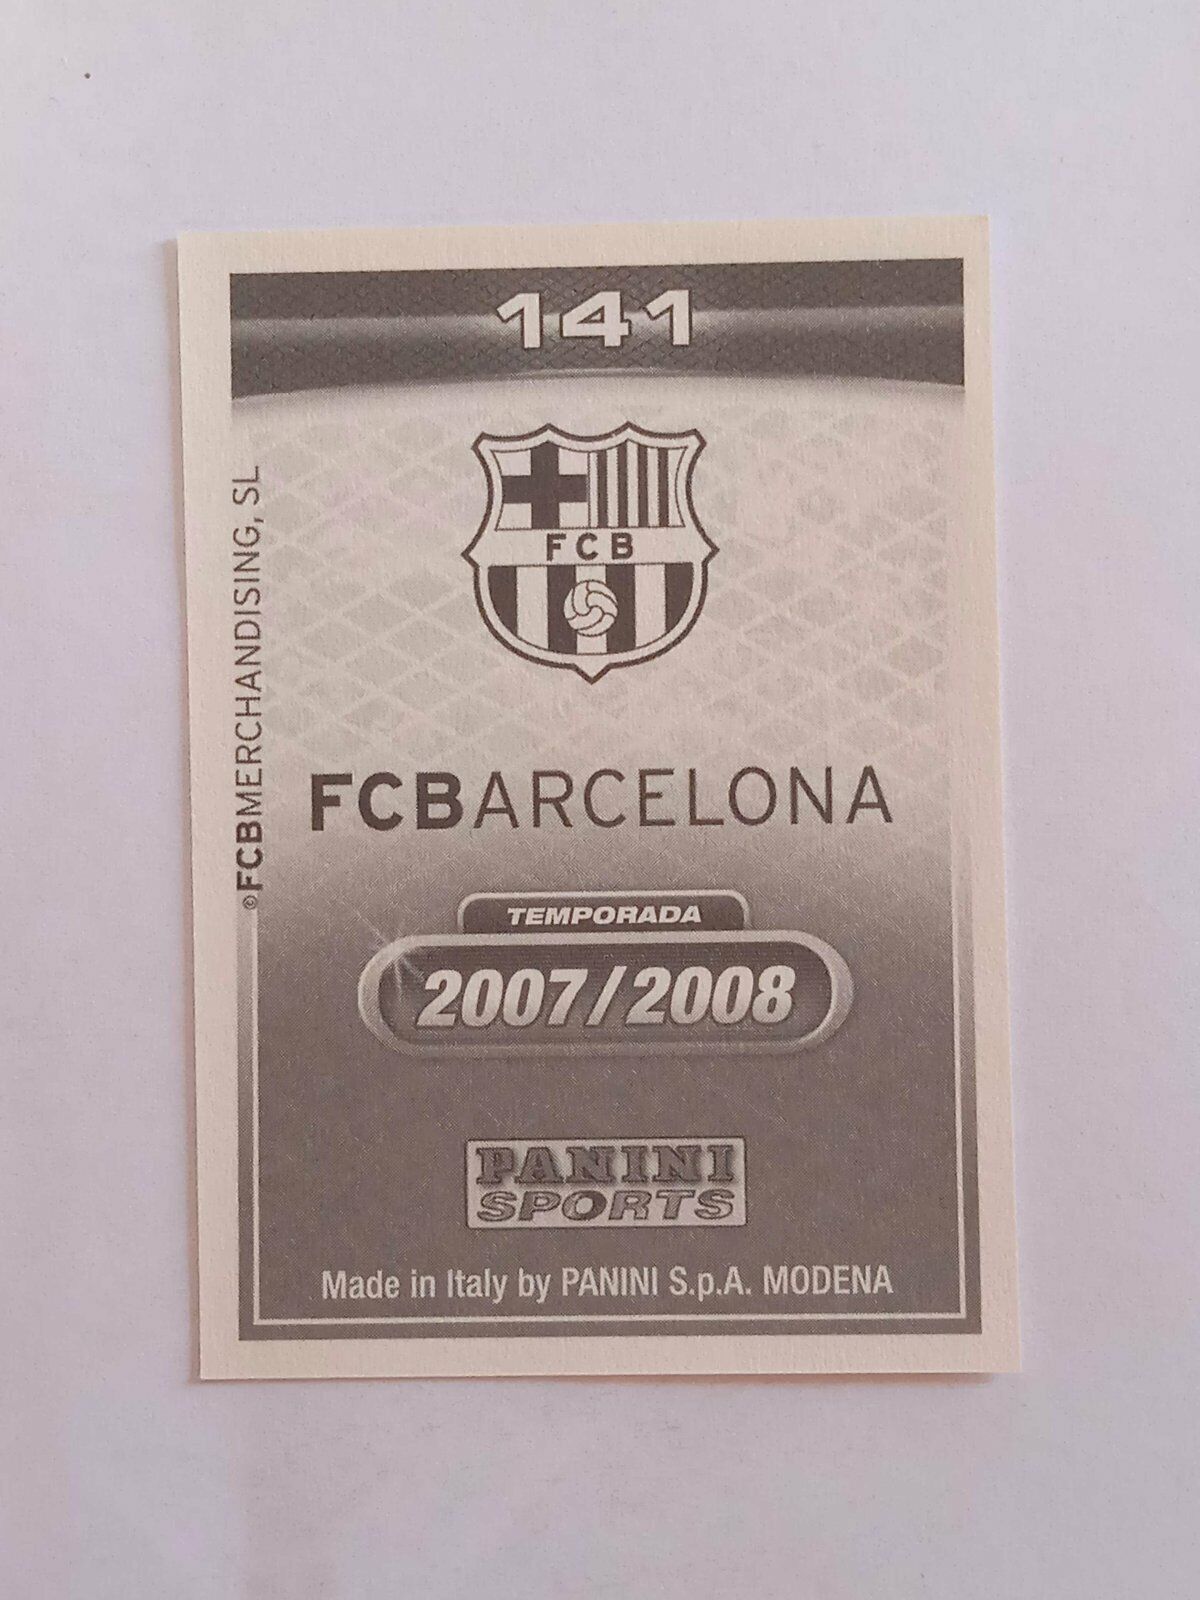 141
FCB
FCBARCELONA
©FCBMERCHANDISING, SL
TEMPORADA
2007/2008
PANINI
SPORTS
Made in Italy by PANINI S.p.A. MODENA